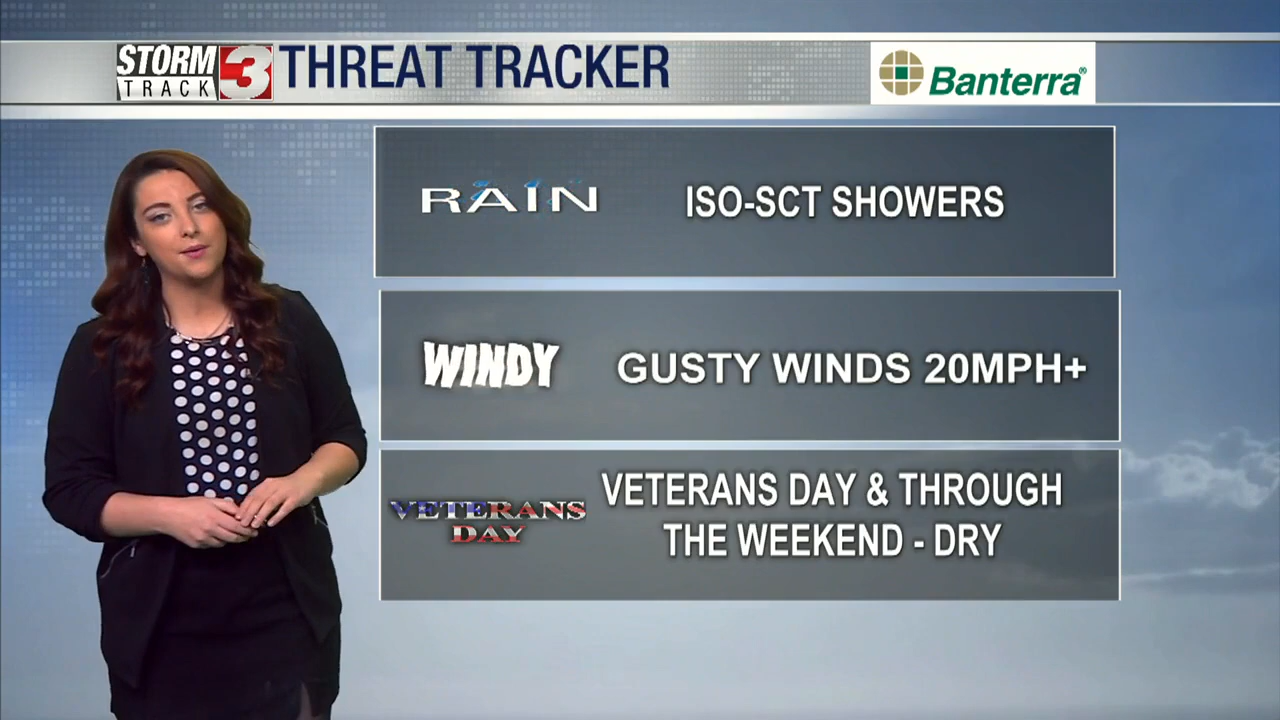 STORM
TRACK
3
THREAT TRACKER
Banterra®
RAIN
ISO-SCT SHOWERS
WINDY
GUSTY WINDS 20MPH+
VETERANS
DAY
VETERANS DAY & THROUGH
THE WEEKEND - DRY